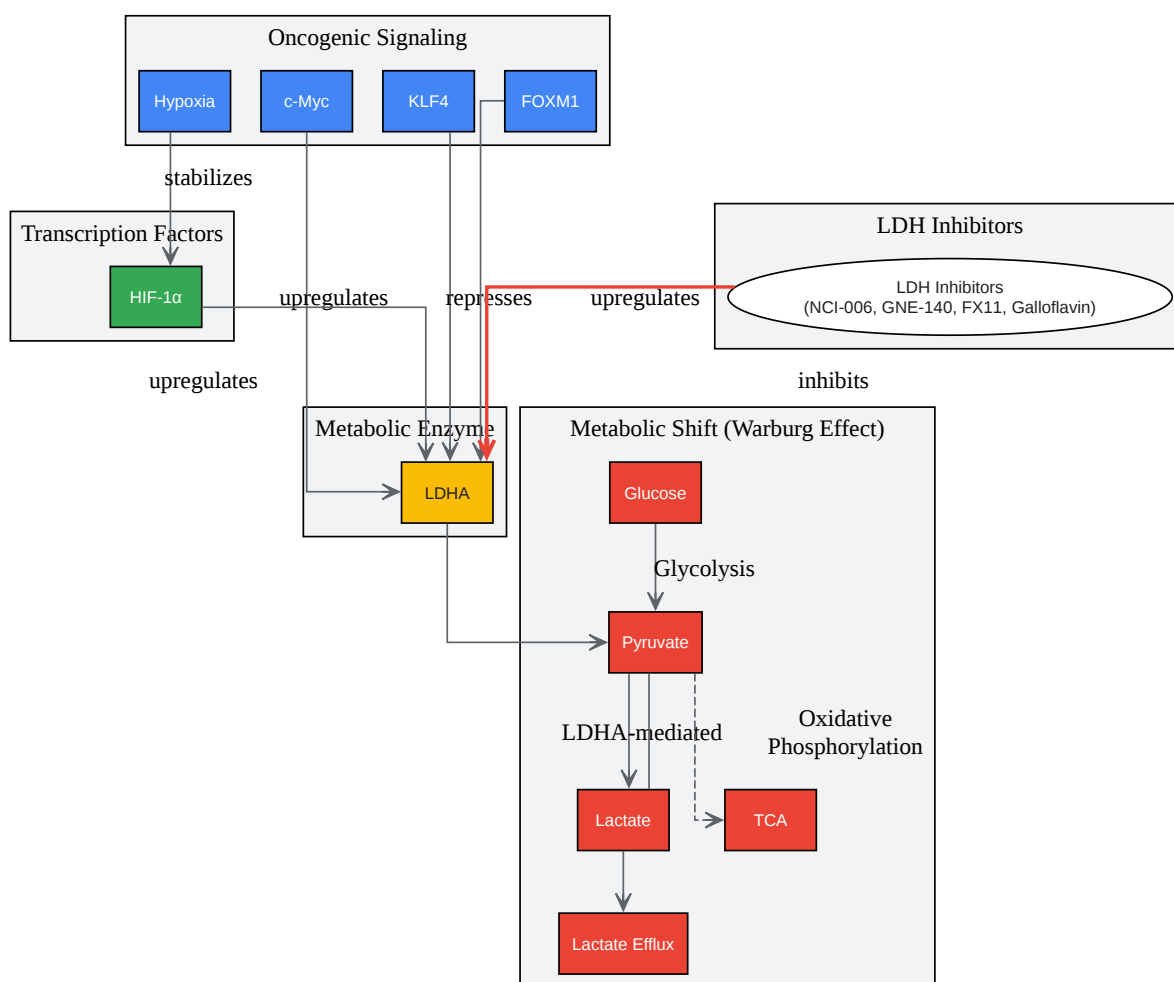 Oncogenic Signaling
Hypoxia
c-Myc
KLF4
FOXM1
stabilizes
Transcription Factors
HIF-1α
LDH Inhibitors
LDH Inhibitors
(NCI-006, GNE-140, FX11, Galloflavin)
upregulates
represses
upregulates
upregulates
inhibits
Metabolic Enzyme
LDHA
Metabolic Shift (Warburg Effect)
Glucose
Glycolysis
Pyruvate
LDHA-mediated
Oxidative
Phosphorylation
Lactate
TCA
Lactate Efflux